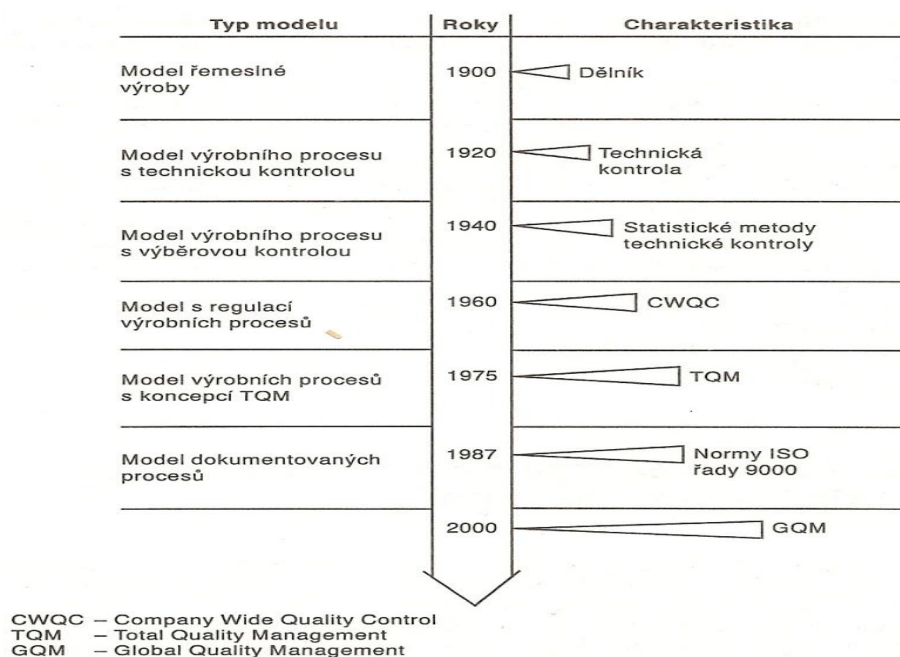 Typ modelu Roky Charakteristika
Model řemeslné
výroby
1900
Dělník
Model výrobního procesu
s technickou kontrolou
1920
Technická
kontrola
Model výrobního procesu
s výběrovou kontrolou
1940
Statistické metody
technické kontroly
Model s regulací
výrobních procesů
1960
CWQC
Model výrobních procesů
s koncepcí TQM
1975
TQM
Model dokumentovaných
procesů
1987
Normy ISO
řady 9000
2000
GQM
CWQC – Company Wide Quality Control
TQM – Total Quality Management
GQM – Global Quality Management